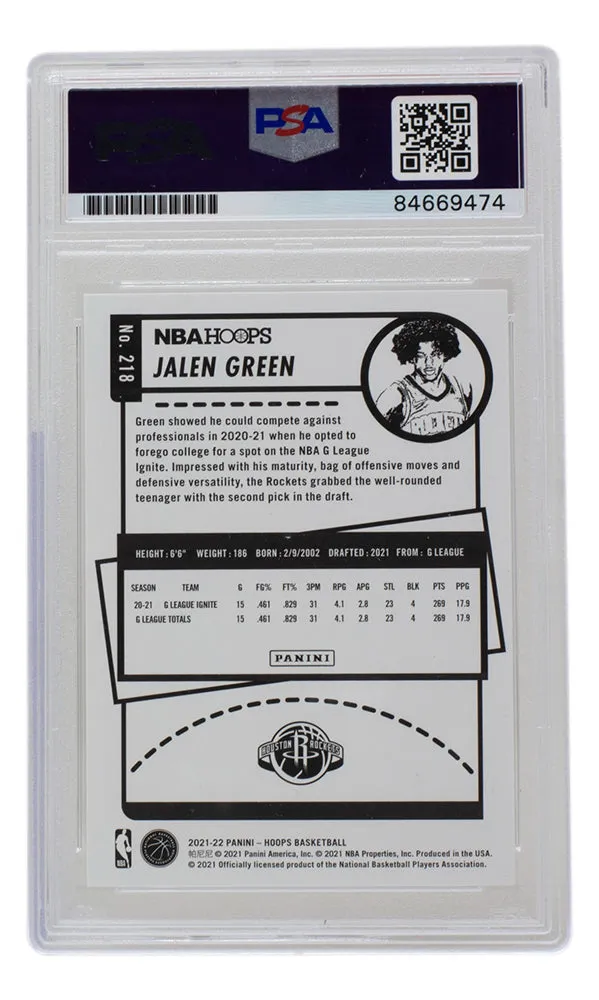 PSA
PSA
84669474
No. 218
NBA HOOPS
JALEN GREEN
Green showed he could compete against
professionals in 2020-21 when he opted to
forego college for a spot on the NBA G League
Ignite. Impressed with his maturity, bag of offensive moves and
defensive versatility, the Rockets grabbed the well-rounded
teenager with the second pick in the draft.
HEIGHT: 6'6" WEIGHT: 186 BORN: 2/9/2002 DRAFTED: 2021 FROM: G LEAGUE
SEASON TEAM G FG% FT% 3PM RPG APG STL BLK PTS PPG
20-21 G LEAGUE IGNITE 15 .461 .829 31 4.1 2.8 23 4 269 17.9
G LEAGUE TOTALS 15 .461 .829 31 4.1 2.8 23 4 269 17.9
PANINI
HOUSTON R ROCKETS
NBA
2021-22 PANINI – HOOPS BASKETBALL
帕尼尼 © 2021 Panini America, Inc. © 2021 NBA Properties, Inc. Produced in the USA.
© 2021 Officially licensed product of the National Basketball Players Association.